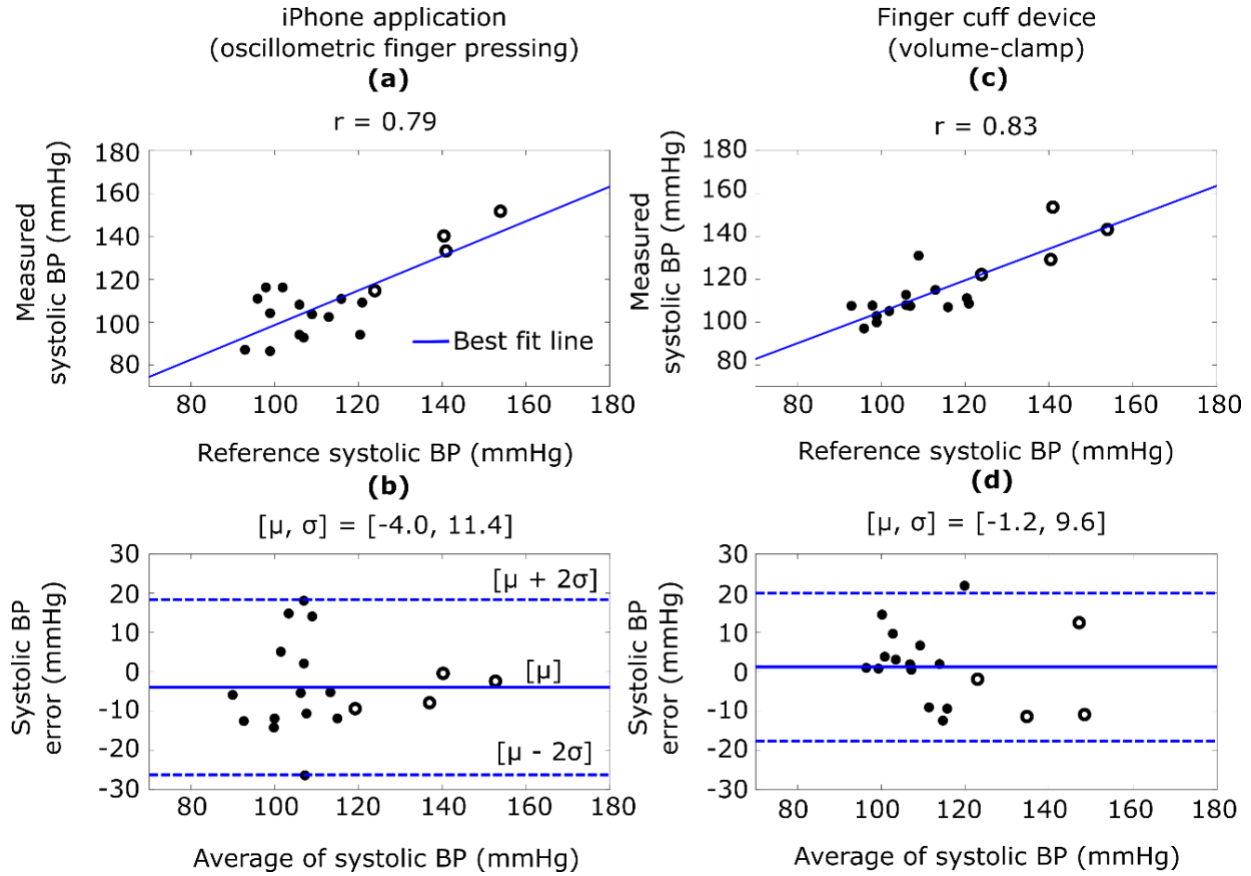 iPhone application
(oscillometric finger pressing)
(a)
r = 0.79
180
160
140
120
100
80
Measured
systolic BP (mmHg)
Best fit line
80 100 120 140 160 180
Reference systolic BP (mmHg)
Finger cuff device
(volume-clamp)
(c)
r = 0.83
180
160
140
120
100
80
Measured
systolic BP (mmHg)
80 100 120 140 160 180
Reference systolic BP (mmHg)
(b)
[μ, σ] = [-4.0, 11.4]
30
20
10
0
-10
-20
-30
Systolic BP
error (mmHg)
[μ + 2σ]
[μ]
[μ - 2σ]
80 100 120 140 160 180
Average of systolic BP (mmHg)
(d)
[μ, σ] = [-1.2, 9.6]
30
20
10
0
-10
-20
-30
Systolic BP
error (mmHg)
80 100 120 140 160 180
Average of systolic BP (mmHg)